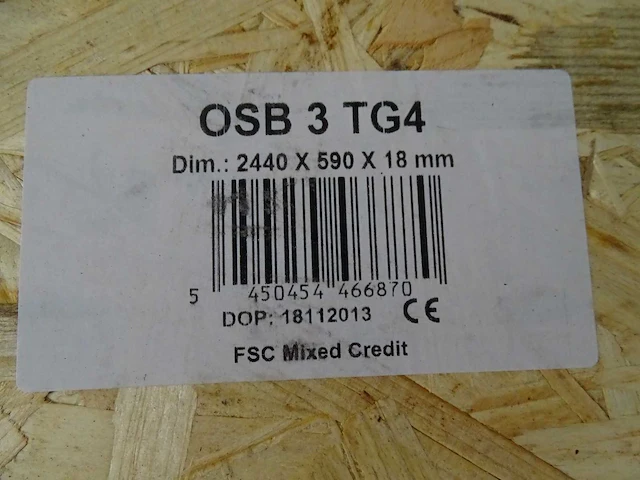 OSB 3 TG4
Dim.: 2440 X 590 X 18 mm
5 450454 466870
DOP: 18112013 CE
FSC Mixed Credit